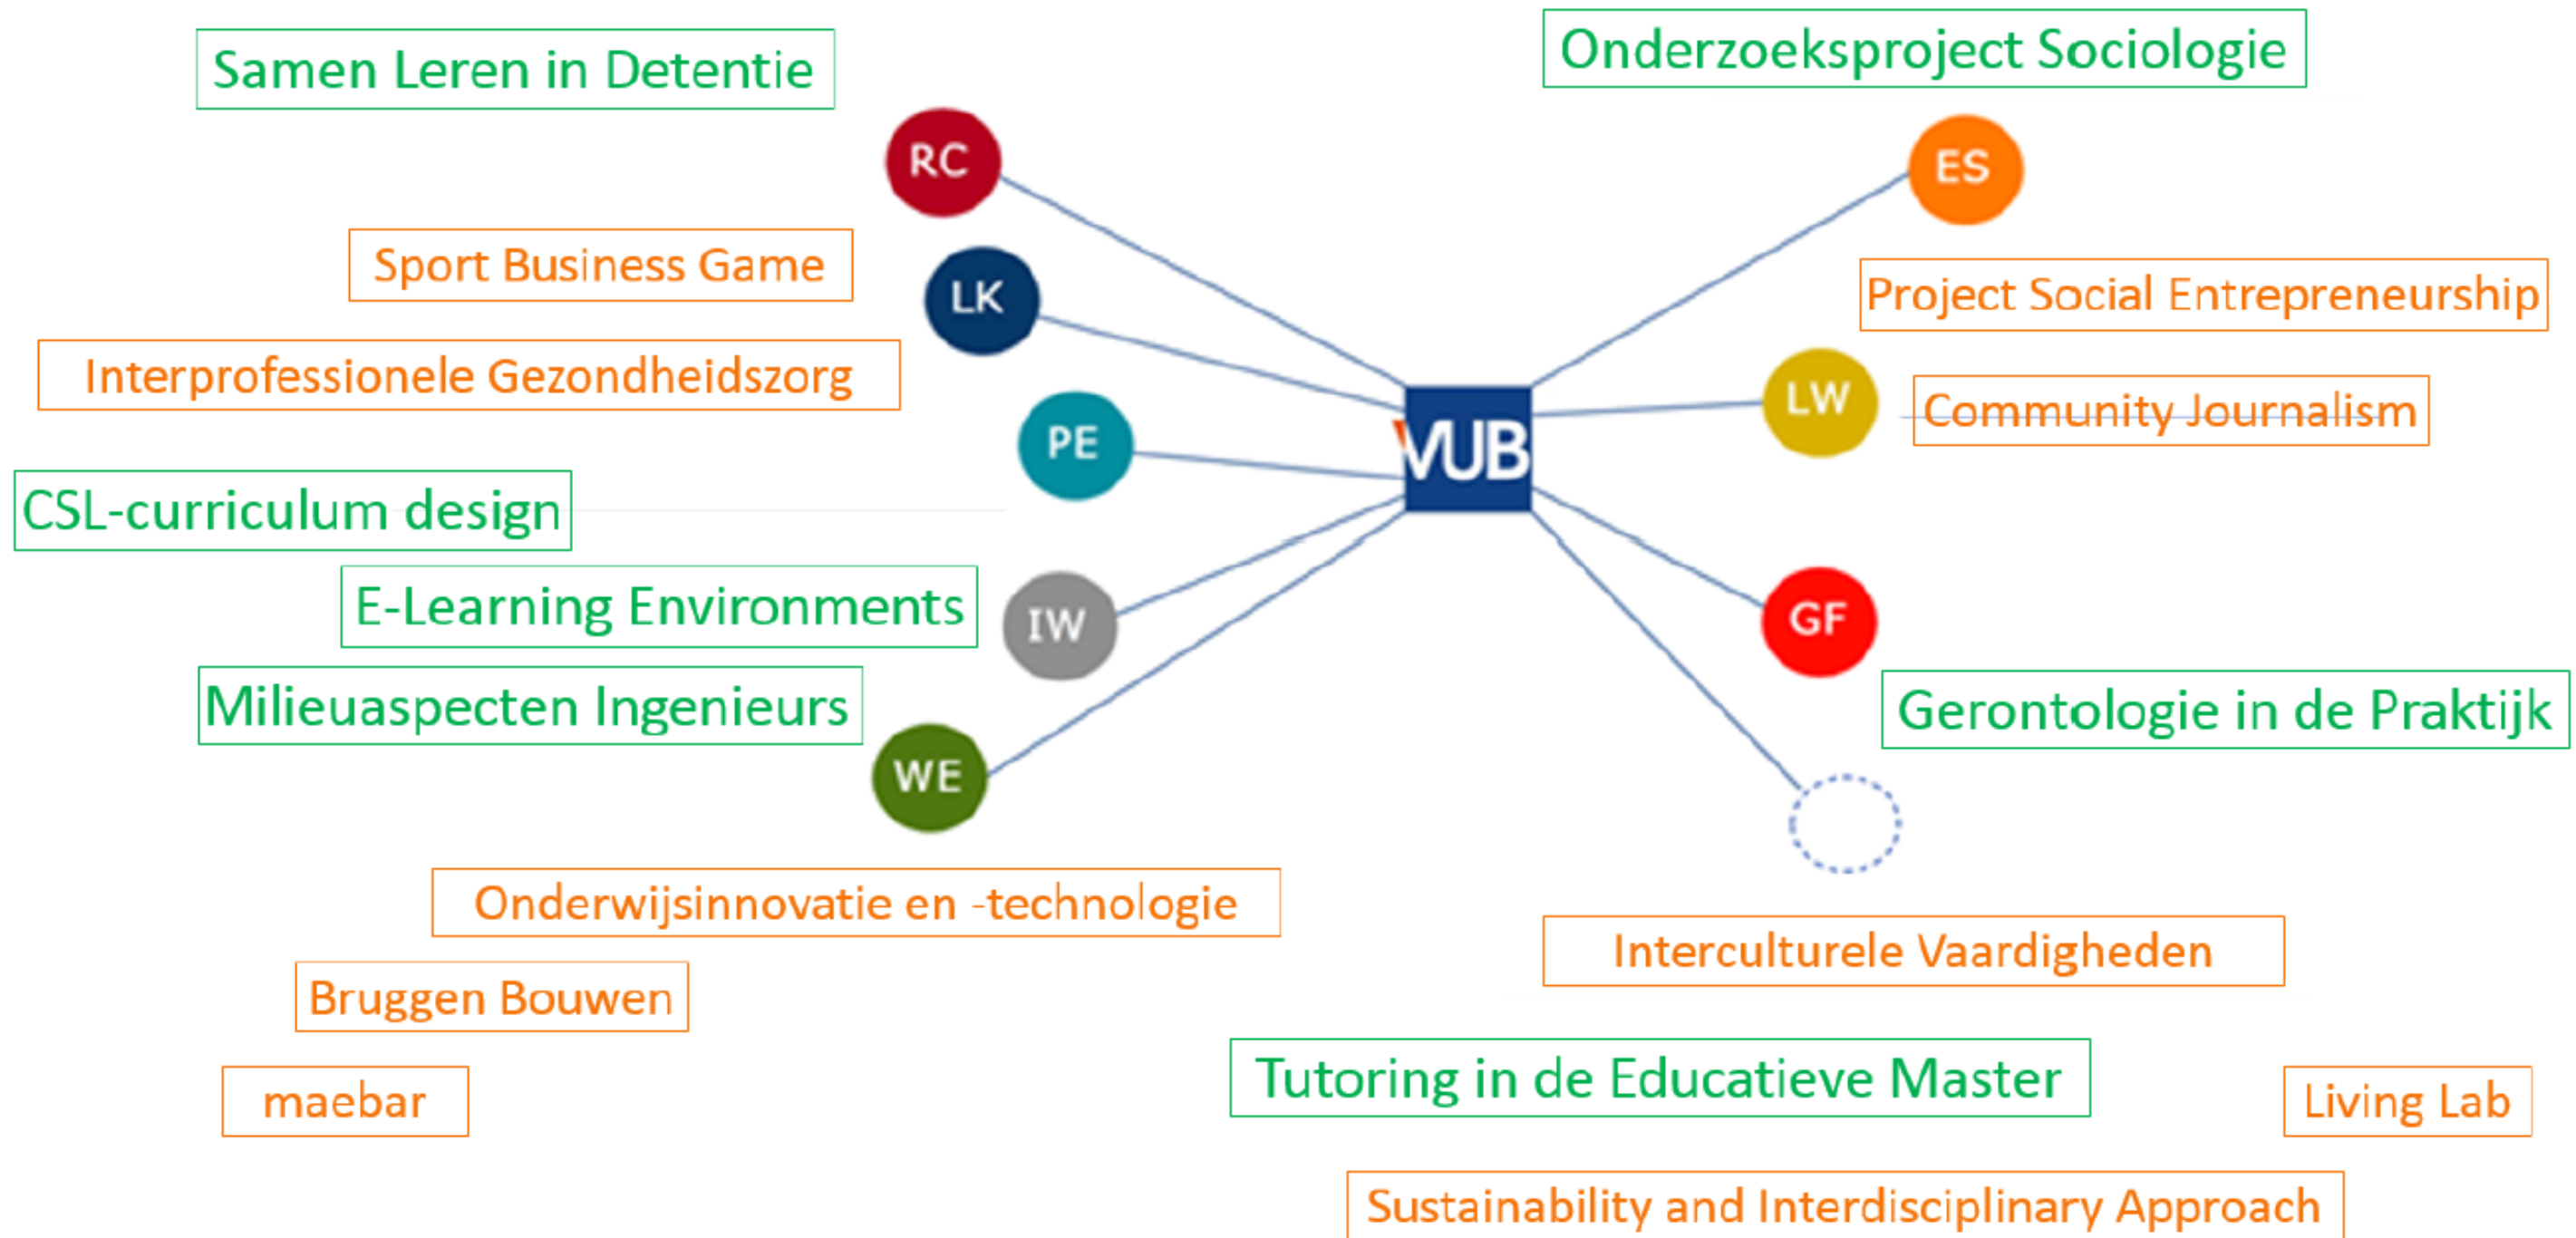 Samen Leren in Detentie
Onderzoeksproject Sociologie
RC
ES
Sport Business Game
LK
Project Social Entrepreneurship
Interprofessionele Gezondheidszorg
LW
Community Journalism
PE
VUB
CSL-curriculum design
E-Learning Environments
IW
GF
Milieuaspecten Ingenieurs
Gerontologie in de Praktijk
WE
Onderwijsinnovatie en -technologie
Interculturele Vaardigheden
Bruggen Bouwen
Tutoring in de Educatieve Master
maebar
Living Lab
Sustainability and Interdisciplinary Approach